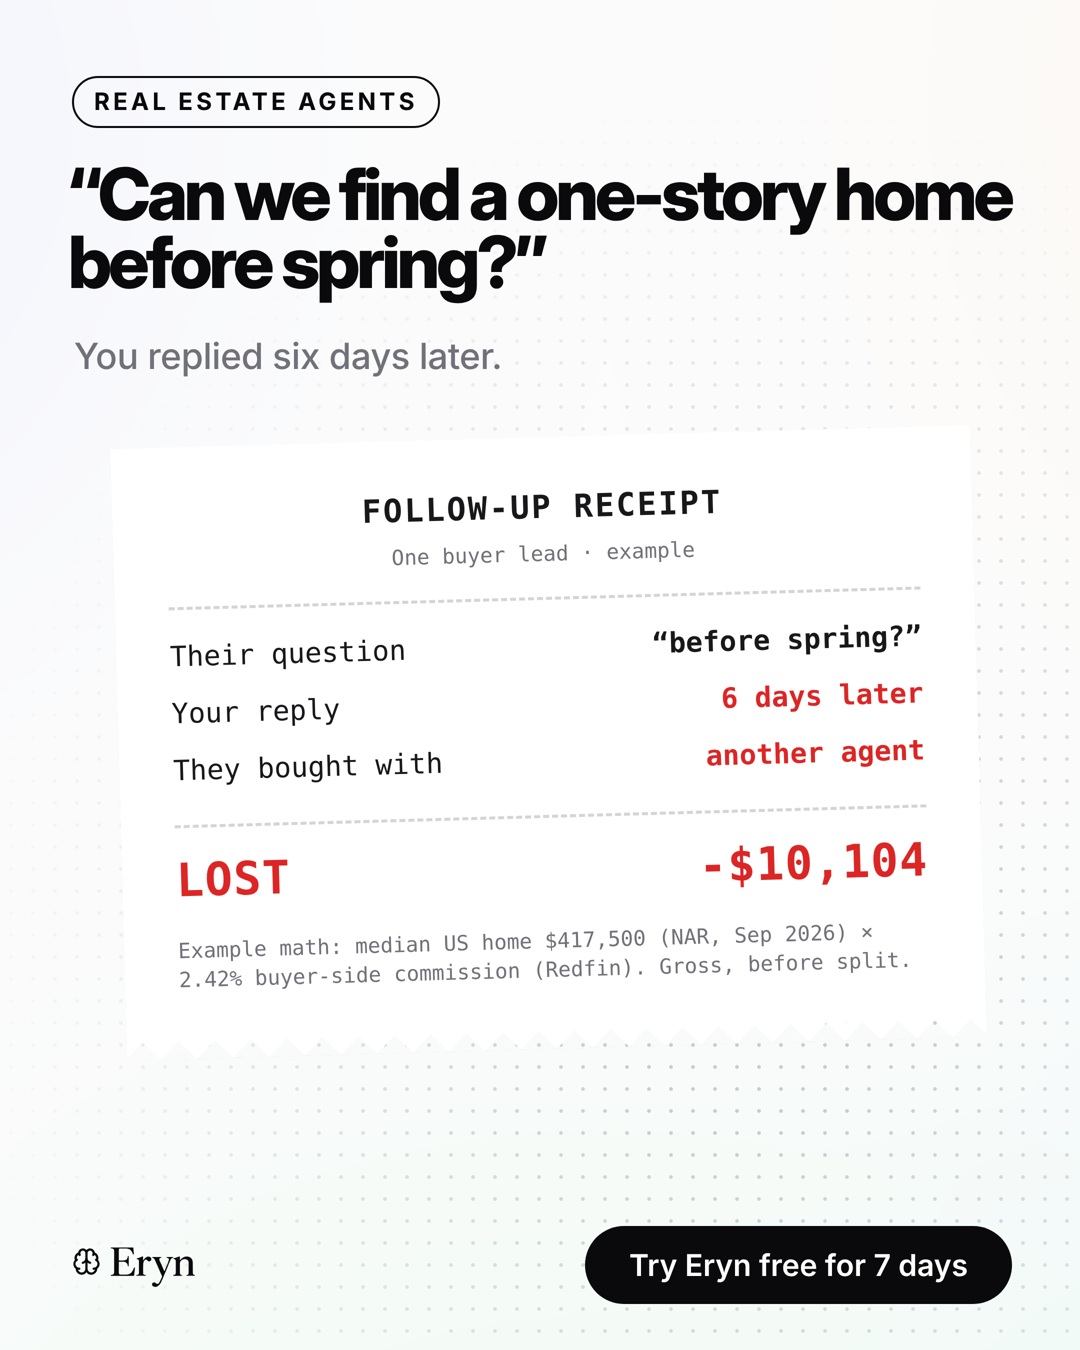 REAL ESTATE AGENTS
“Can we find a one-story home
before spring?”
You replied six days later.
FOLLOW-UP RECEIPT
One buyer lead · example
Their question “before spring?”
Your reply 6 days later
They bought with another agent
LOST -$10,104
Example math: median US home $417,500 (NAR, Sep 2026) ×
2.42% buyer-side commission (Redfin). Gross, before split.
Eryn
Try Eryn free for 7 days